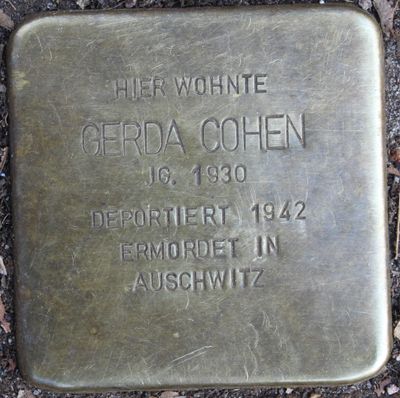 HIER WOHNTE
GERDA COHEN
JG. 1930
DEPORTIERT 1942
ERMORDET IN
AUSCHWITZ